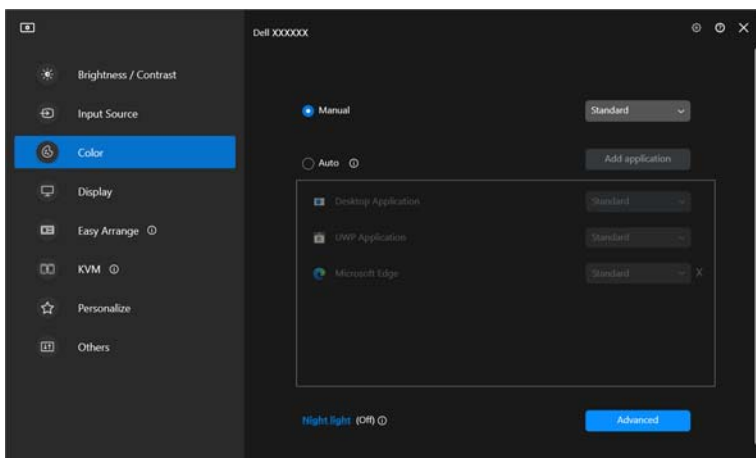 Dell XXXXXX
Brightness / Contrast
Input Source
Color
Display
Easy Arrange
KVM
Personalize
Others
Manual
Standard
Auto
Add application
Desktop Application
Standard
UWP Application
Standard
Microsoft Edge
Standard
X
Night light (Off)
Advanced